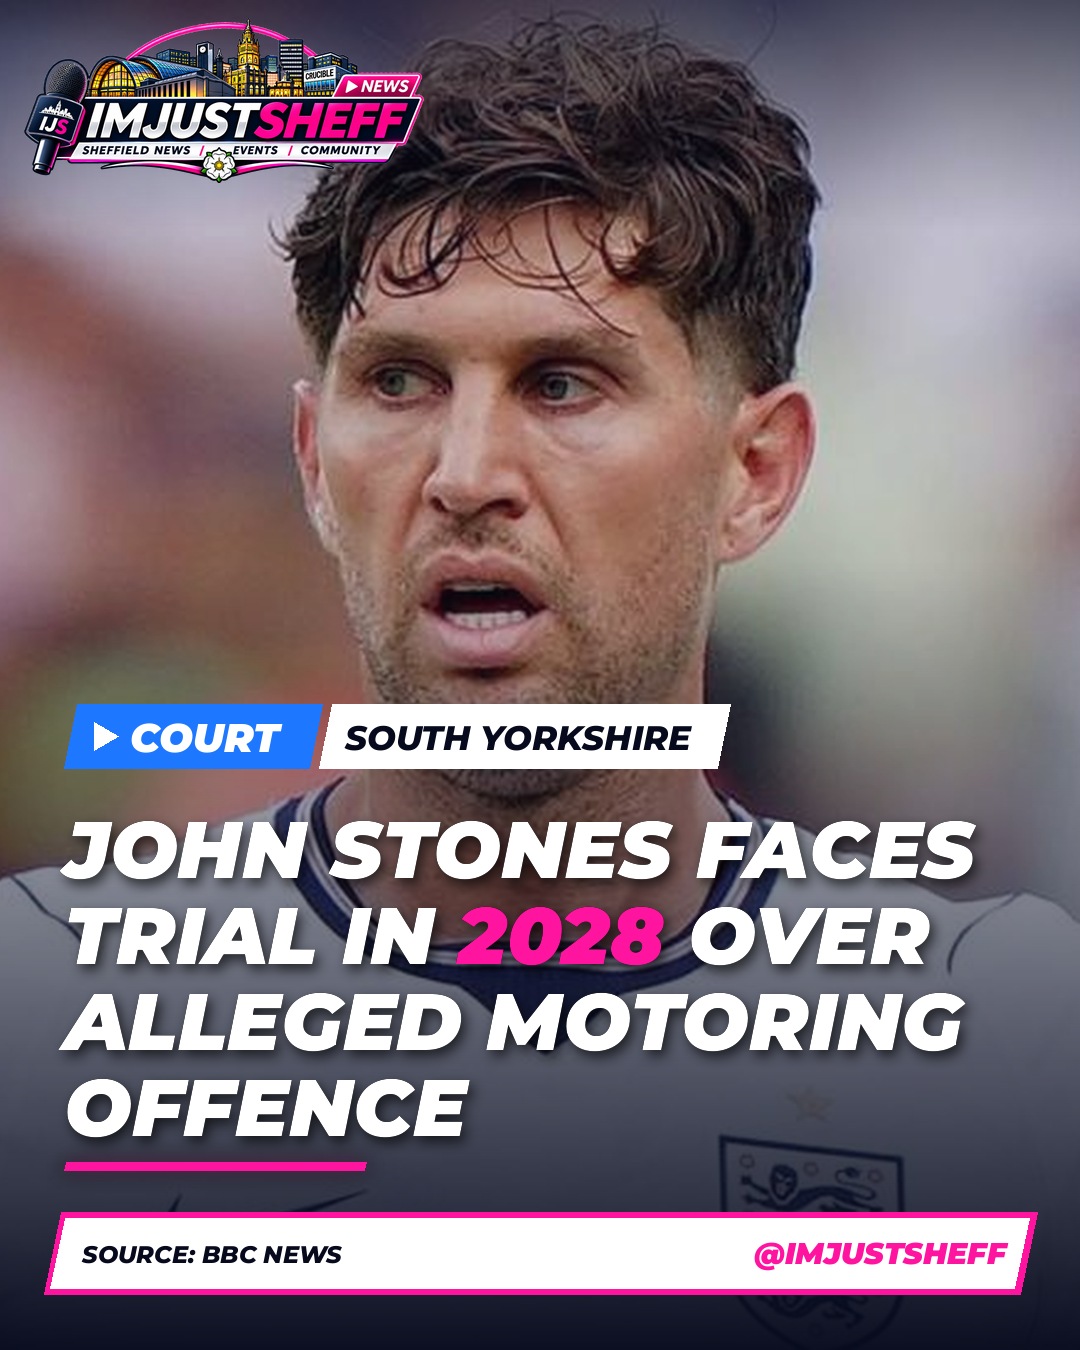 CRUCIBLE
NEWS
IJS
IMJUSTSHEFF
SHEFFIELD NEWS / EVENTS / COMMUNITY
COURT
SOUTH YORKSHIRE
JOHN STONES FACES
TRIAL IN 2028 OVER
ALLEGED MOTORING
OFFENCE
SOURCE: BBC NEWS
@IMJUSTSHEFF